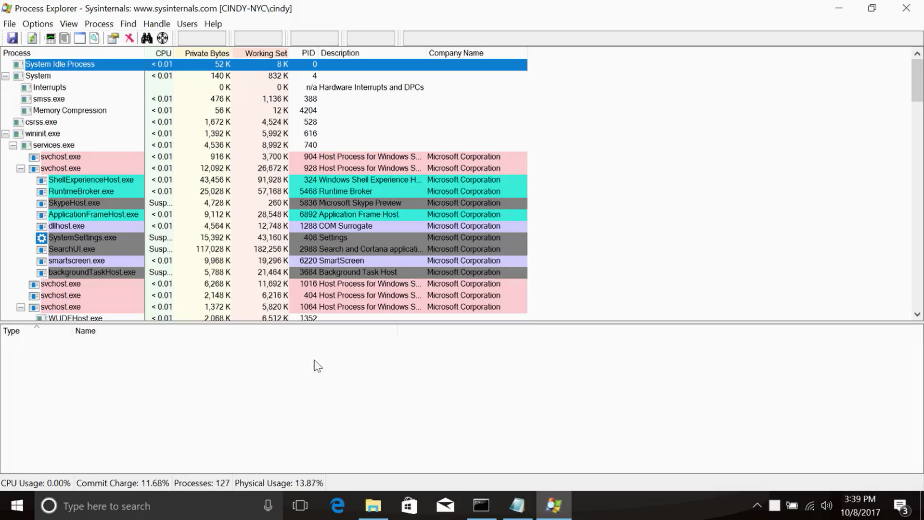 Process Explorer - Sysinternals: www.sysinternals.com [CINDY-NYC\cindy]
File Options View Process Find Handle Users Help
Process CPU Private Bytes Working Set PID Description Company Name
System Idle Process < 0.01 52 K 8 K 0
System < 0.01 140 K 832 K 4
Interrupts < 0.01 0 K 0 K n/a Hardware Interrupts and DPCs
smss.exe < 0.01 476 K 1,136 K 388
Memory Compression < 0.01 56 K 12 K 4204
csrss.exe < 0.01 1,672 K 4,524 K 528
wininit.exe < 0.01 1,392 K 5,992 K 616
services.exe < 0.01 4,536 K 8,992 K 740
svchost.exe < 0.01 916 K 3,700 K 904 Host Process for Windows S... Microsoft Corporation
svchost.exe < 0.01 12,092 K 26,672 K 928 Host Process for Windows S... Microsoft Corporation
ShellExperienceHost.exe < 0.01 43,456 K 91,928 K 324 Windows Shell Experience H... Microsoft Corporation
RuntimeBroker.exe < 0.01 25,028 K 57,168 K 5468 Runtime Broker Microsoft Corporation
SkypeHost.exe Susp... 4,728 K 260 K 5836 Microsoft Skype Preview Microsoft Corporation
ApplicationFrameHost.exe < 0.01 9,112 K 28,548 K 6892 Application Frame Host Microsoft Corporation
dllhost.exe < 0.01 4,564 K 12,748 K 1288 COM Surrogate Microsoft Corporation
SystemSettings.exe Susp... 15,392 K 43,160 K 408 Settings Microsoft Corporation
SearchUI.exe Susp... 117,028 K 182,256 K 2988 Search and Cortana applicati... Microsoft Corporation
smartscreen.exe < 0.01 9,968 K 19,296 K 6220 SmartScreen Microsoft Corporation
backgroundTaskHost.exe Susp... 5,788 K 21,464 K 3684 Background Task Host Microsoft Corporation
svchost.exe < 0.01 6,268 K 11,692 K 1016 Host Process for Windows S... Microsoft Corporation
svchost.exe < 0.01 2,148 K 6,216 K 404 Host Process for Windows S... Microsoft Corporation
svchost.exe < 0.01 1,372 K 5,820 K 1064 Host Process for Windows S... Microsoft Corporation
WUDFHost.exe < 0.01 2,068 K 6,512 K 1352
Type Name
CPU Usage: 0.00% Commit Charge: 11.68% Processes: 127 Physical Usage: 13.87%
Type here to search
3:39 PM
10/8/2017
3